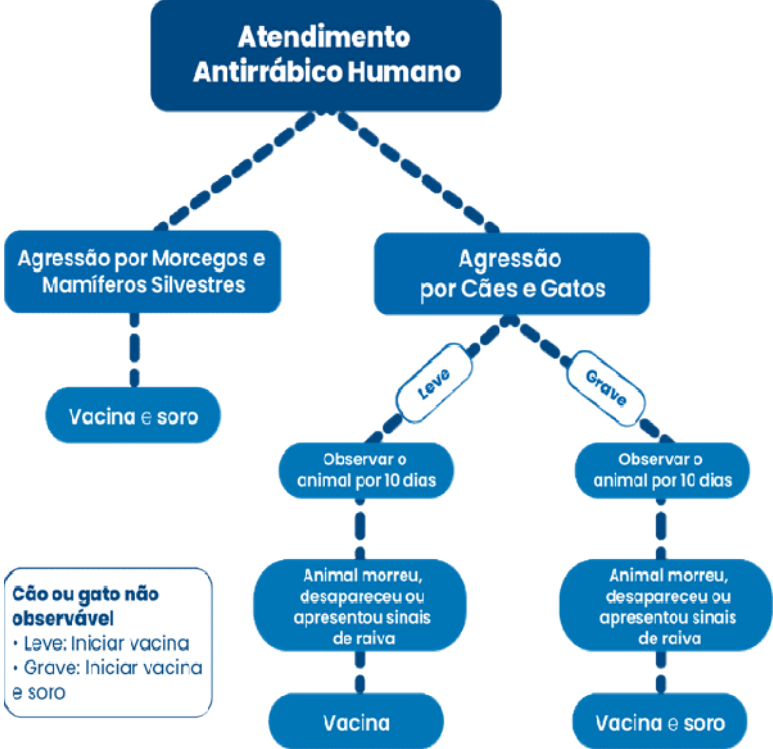 Atendimento
Antirrábico Humano
Agressão por Morcegos e
Mamíferos Silvestres
Vacina e soro
Agressão
por Cães e Gatos
Leve
Observar o
animal por 10 dias
Animal morreu,
desapareceu ou
apresentou sinais
de raiva
Vacina
Grave
Observar o
animal por 10 dias
Animal morreu,
desapareceu ou
apresentou sinais
de raiva
Vacina e soro
Cão ou gato não
observável
• Leve: Iniciar vacina
• Grave: Iniciar vacina
e soro